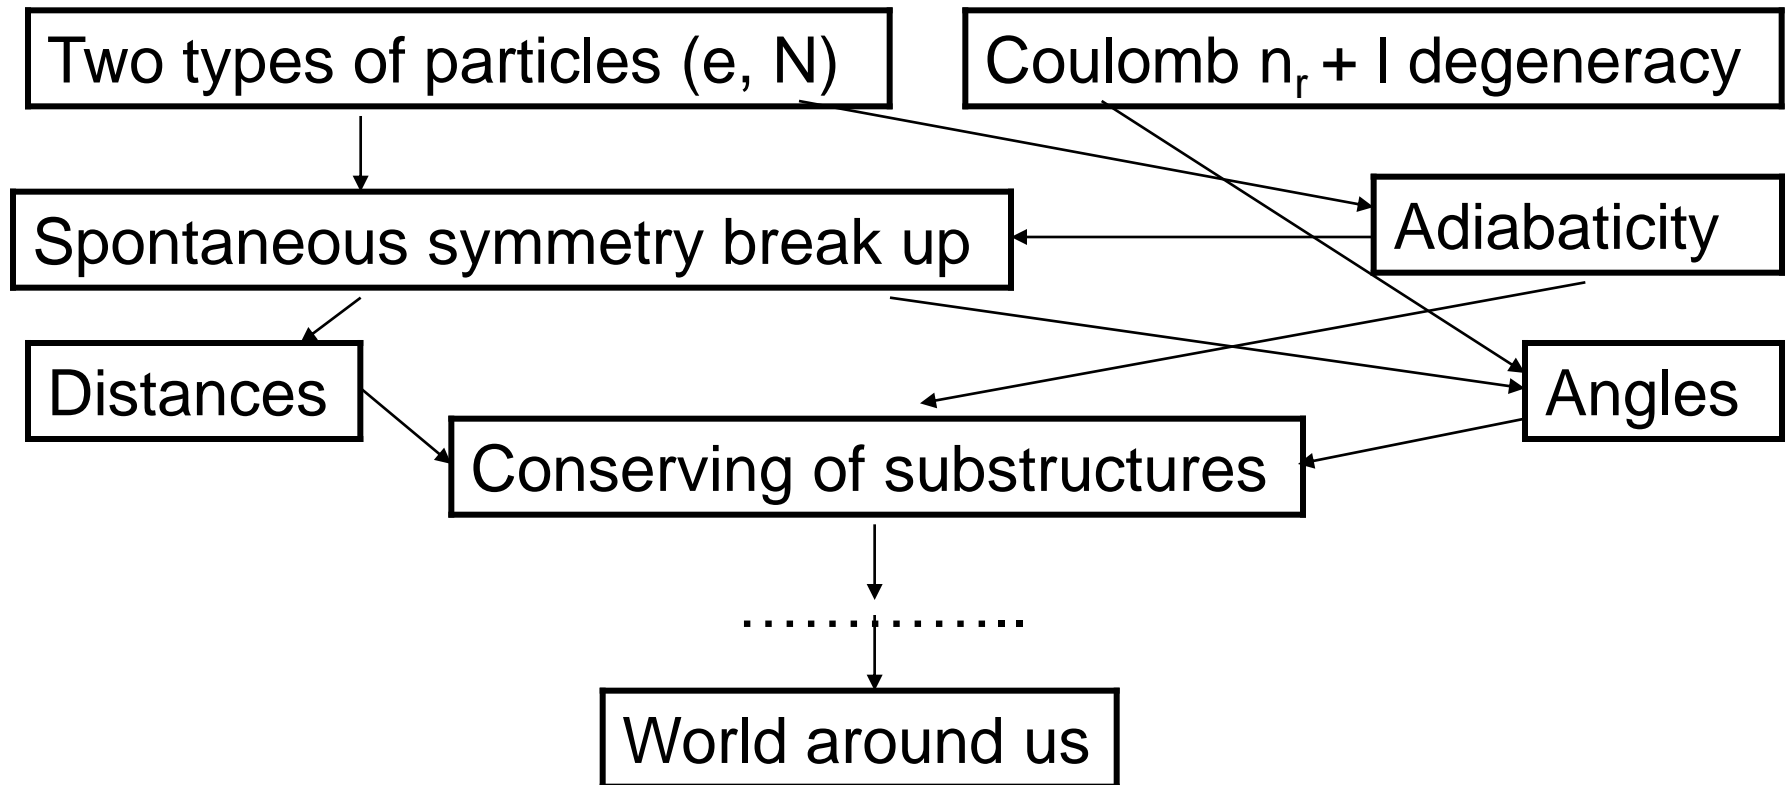 Two types of particles (e, N)
Coulomb nᵣ + l degeneracy
Spontaneous symmetry break up
Adiabaticity
Distances
Angles
Conserving of substructures
…………..
World around us